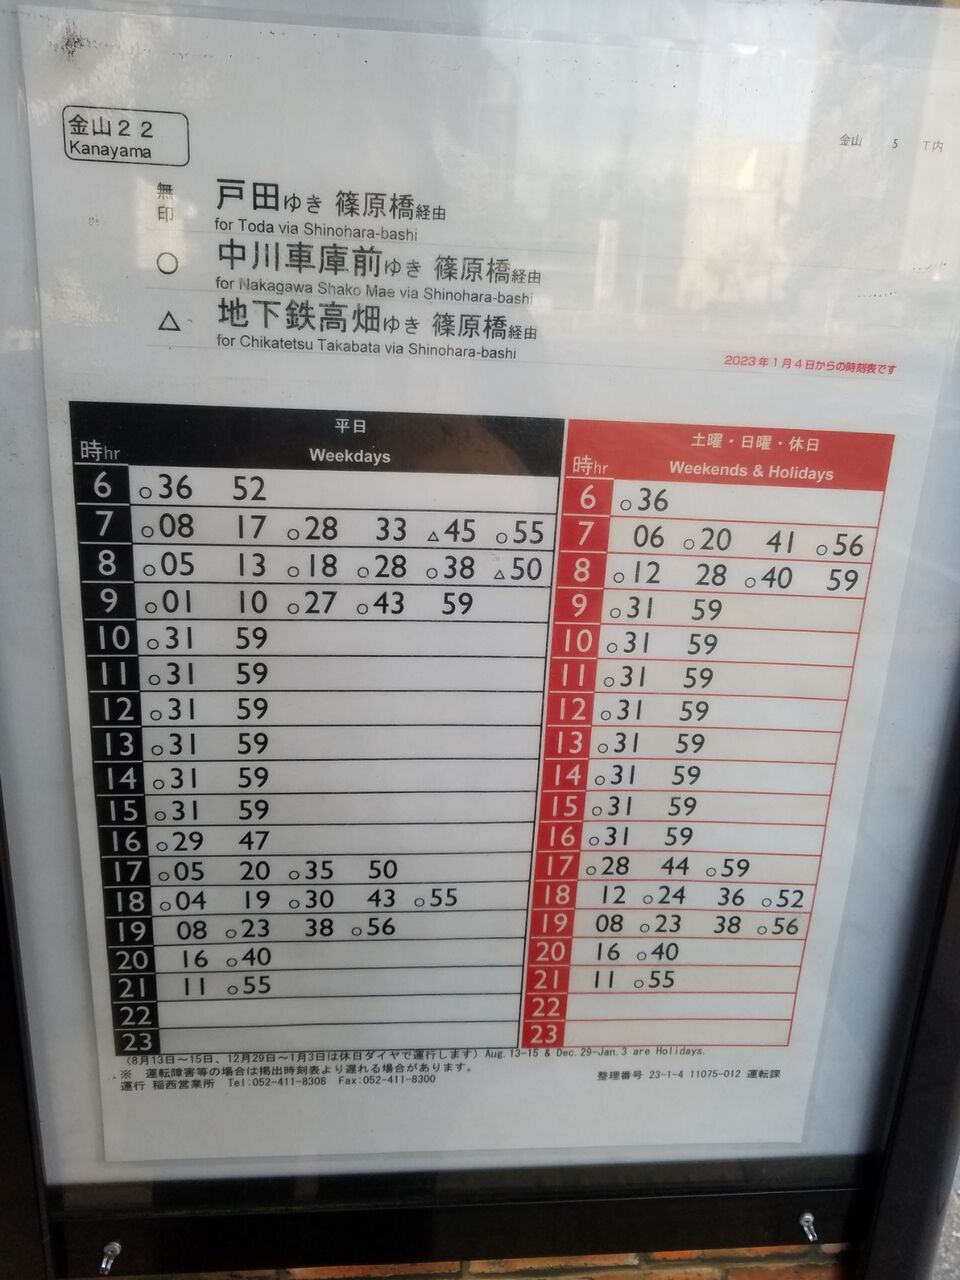 金山２２
Kanayama
金山 5 T内
無印 戸田ゆき 篠原橋経由
for Toda via Shinohara-bashi
○ 中川車庫前ゆき 篠原橋経由
for Nakagawa Shako Mae via Shinohara-bashi
△ 地下鉄高畑ゆき 篠原橋経由
for Chikatetsu Takabata via Shinohara-bashi
2023年1月4日からの時刻表です
時hr 平日 Weekdays
6 ○36 52
7 ○08 17 ○28 33 △45 ○55
8 ○05 13 ○18 ○28 ○38 △50
9 ○01 10 ○27 ○43 59
10 ○31 59
11 ○31 59
12 ○31 59
13 ○31 59
14 ○31 59
15 ○31 59
16 ○29 47
17 ○05 20 ○35 50
18 ○04 19 ○30 43 ○55
19 08 ○23 38 ○56
20 16 ○40
21 11 ○55
22
23
時hr 土曜・日曜・休日 Weekends & Holidays
6 ○36
7 06 ○20 41 ○56
8 ○12 28 ○40 59
9 ○31 59
10 ○31 59
11 ○31 59
12 ○31 59
13 ○31 59
14 ○31 59
15 ○31 59
16 ○31 59
17 ○28 44 ○59
18 12 ○24 36 ○52
19 08 ○23 38 ○56
20 16 ○40
21 11 ○55
22
23
(8月13日～15日、12月29日～1月3日は休日ダイヤで運行します) Aug.13-15 & Dec.29-Jan.3 are Holidays.
※ 運転障害等の場合は掲出時刻表より遅れる場合があります。
運行 稲西営業所 Tel:052-411-8308 Fax:052-411-8300
整理番号 23-1-4 11075-012 運転課